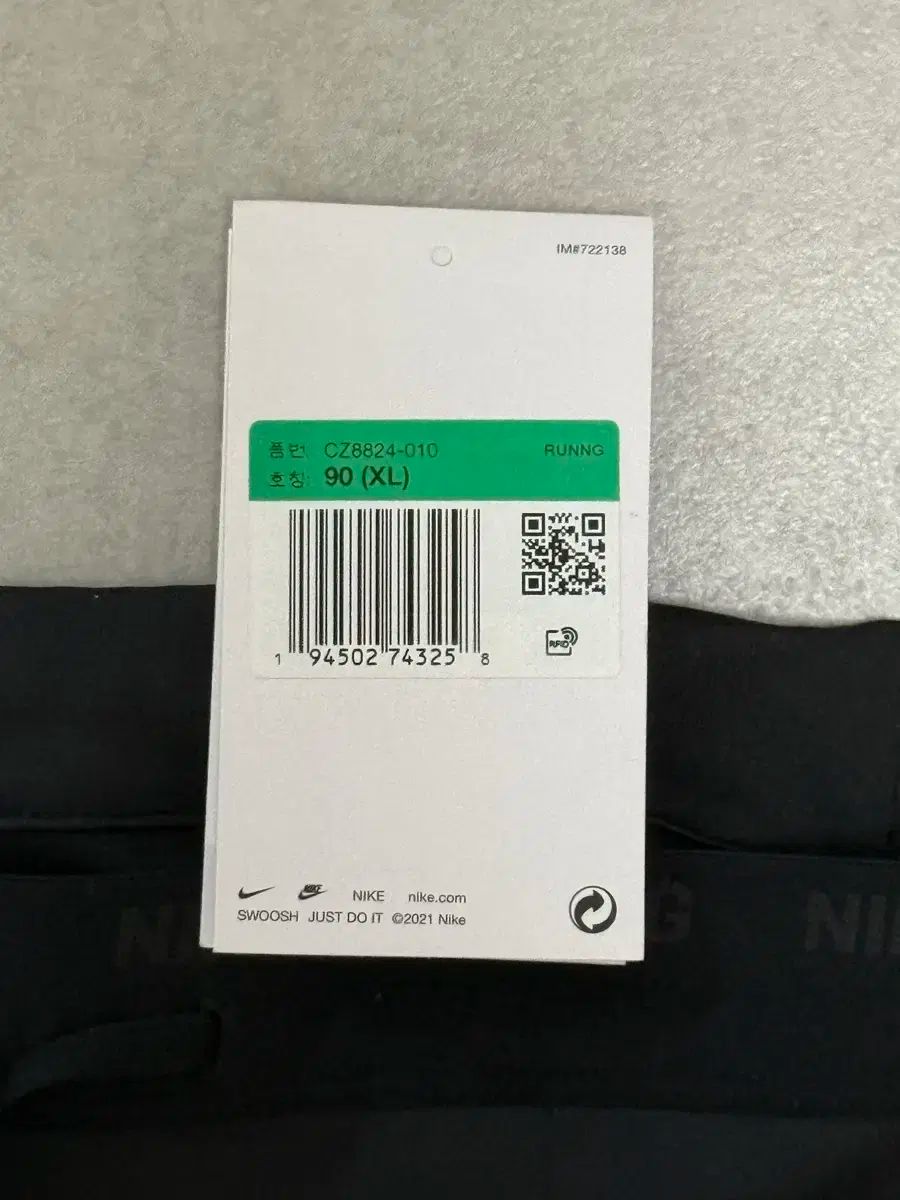 IM#722138
품번: CZ8824-010 RUNNG
호칭: 90 (XL)
1 94502 74325 8
RFID
NIKE nike.com
SWOOSH JUST DO IT ©2021 Nike